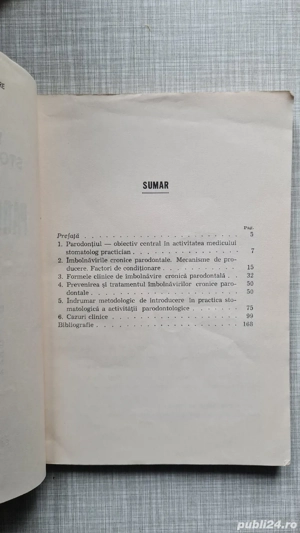 SUMAR
Pag.
Prefață 5
1. Parodonțiul — obiectiv central în activitatea medicului
stomatolog practician 7
2. Îmbolnăvirile cronice parodontale. Mecanisme de pro-
ducere. Factori de condiționare 15
3. Formele clinice de îmbolnăvire cronică parodontală 32
4. Prevenirea și tratamentul îmbolnăvirilor cronice paro- 50
dontale 50
5. Îndrumar metodologic de introducere în practica sto-
matologică a activității parodontologice 75
6. Cazuri clinice 99
Bibliografie 169
© publi24.ro